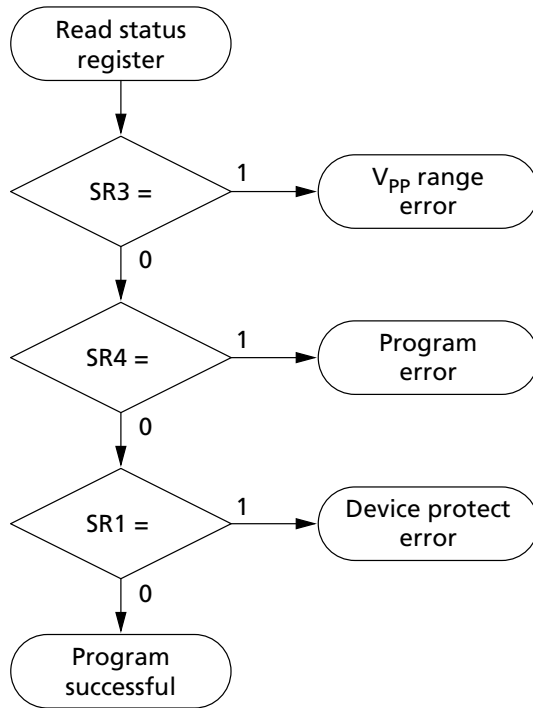 Read status
register
SR3 =
1
V_PP range
error
0
SR4 =
1
Program
error
0
SR1 =
1
Device protect
error
0
Program
successful